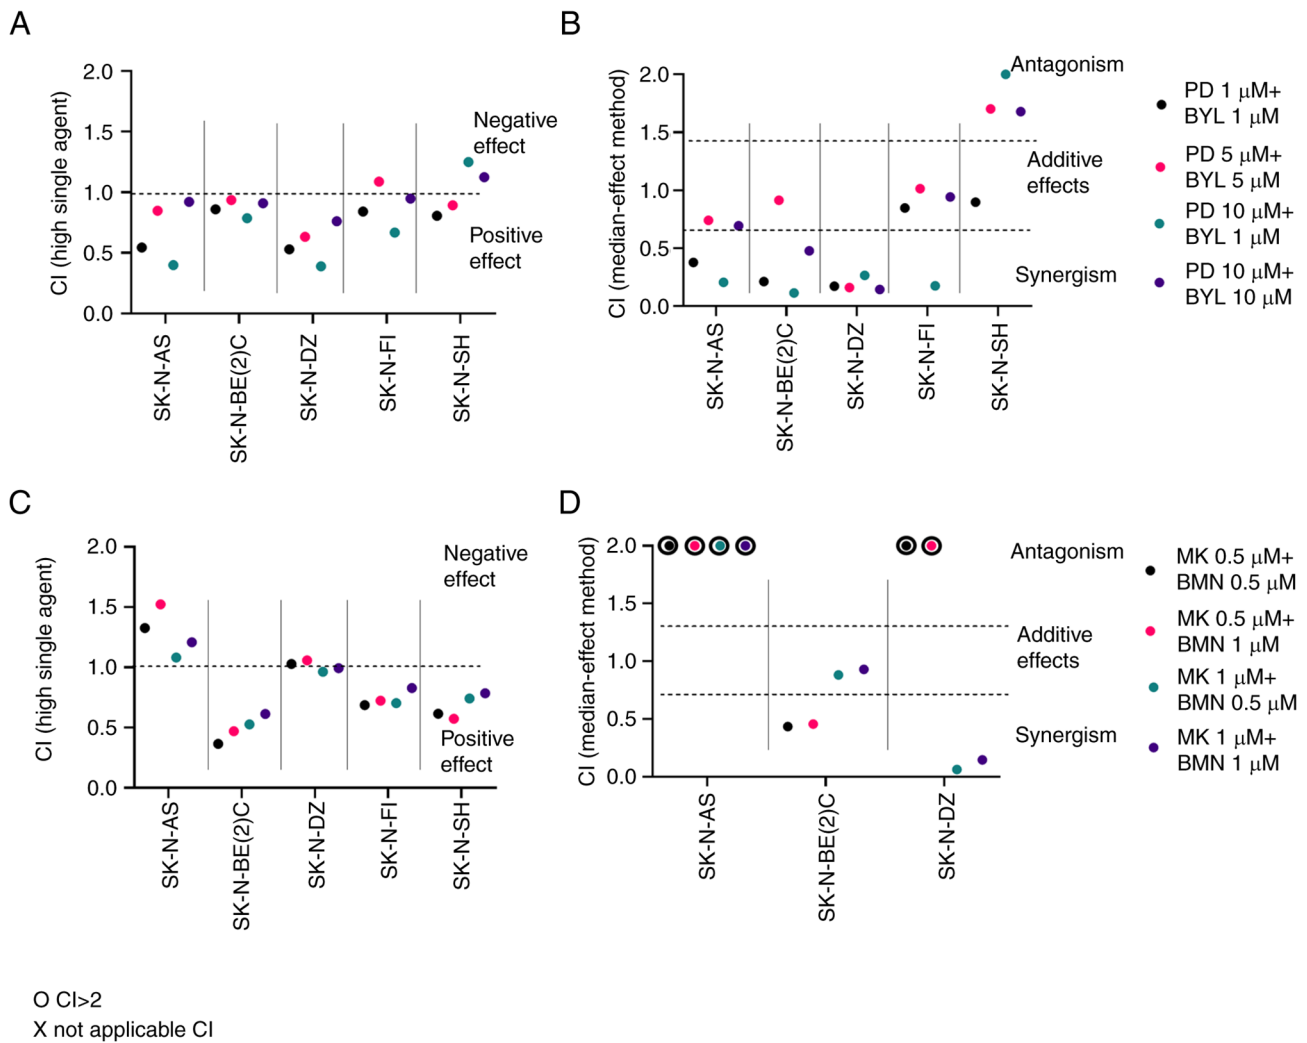 A
CI (high single agent)
2.0
1.5
1.0
0.5
0.0
Negative
effect
Positive
effect
SK-N-AS
SK-N-BE(2)C
SK-N-DZ
SK-N-FI
SK-N-SH
B
CI (median-effect method)
2.0
1.5
1.0
0.5
0.0
Antagonism
Additive
effects
Synergism
SK-N-AS
SK-N-BE(2)C
SK-N-DZ
SK-N-FI
SK-N-SH
PD 1 µM+
BYL 1 µM
PD 5 µM+
BYL 5 µM
PD 10 µM+
BYL 1 µM
PD 10 µM+
BYL 10 µM
C
CI (high single agent)
2.0
1.5
1.0
0.5
0.0
Negative
effect
Positive
effect
SK-N-AS
SK-N-BE(2)C
SK-N-DZ
SK-N-FI
SK-N-SH
D
CI (median-effect method)
2.0
1.5
1.0
0.5
0.0
Antagonism
Additive
effects
Synergism
SK-N-AS
SK-N-BE(2)C
SK-N-DZ
MK 0.5 µM+
BMN 0.5 µM
MK 0.5 µM+
BMN 1 µM
MK 1 µM+
BMN 0.5 µM
MK 1 µM+
BMN 1 µM
O CI>2
X not applicable CI